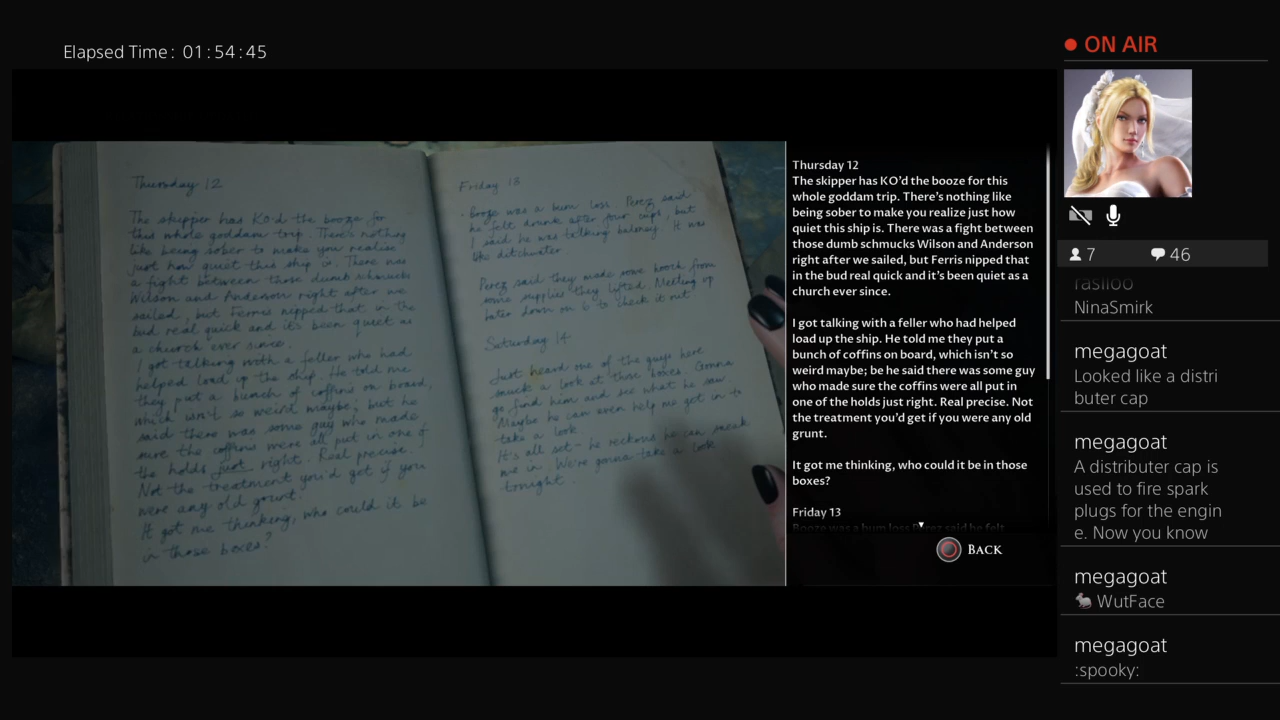 Elapsed Time: 01:54:45
ON AIR
Thursday 12
The skipper has KO'd the booze for
this whole goddam trip. There's nothing
like being sober to make you realise
just how quiet this ship is. There was
a fight between those dumb schmucks
Wilson and Anderson right after we
sailed, but Ferris nipped that in the
bud real quick and it's been quiet as
a church ever since.
I got talking with a feller who had
helped load up the ship. He told me
they put a bunch of coffins on board,
which isn't so weird maybe; but he
said there was some guy who made
sure the coffins were all put in one of
the holds just right. Real precise.
Not the treatment you'd get if you
were any old grunt.
It got me thinking, who could it be
in those boxes?
Friday 13
Booze was a bum loss. Perez said
he felt drunk after four cups, but
I said he was talking baloney. It was
like ditchwater.
Perez said they made some hooch from
some supplies they lifted. Meeting up
later down on 6 to check it out
Saturday 14
Just heard one of the guys here
snuck a look at those boxes. Gonna
go find him and see what he saw.
Maybe he can even help me get in to
take a look.
It's all set - he reckons he can sneak
me in. We're gonna take a look
tonight.
Thursday 12
The skipper has KO'd the booze for this
whole goddam trip. There's nothing like
being sober to make you realize just how
quiet this ship is. There was a fight between
those dumb schmucks Wilson and Anderson
right after we sailed, but Ferris nipped that
in the bud real quick and it's been quiet as a
church ever since.
I got talking with a feller who had helped
load up the ship. He told me they put a
bunch of coffins on board, which isn't so
weird maybe; be he said there was some guy
who made sure the coffins were all put in
one of the holds just right. Real precise. Not
the treatment you'd get if you were any old
grunt.
It got me thinking, who could it be in those
boxes?
Friday 13
Booze was a bum loss Perez said he felt
BACK
7
46
NinaSmirk
megagoat
Looked like a distri
buter cap
megagoat
A distributer cap is
used to fire spark
plugs for the engin
e. Now you know
megagoat
WutFace
megagoat
:spooky: